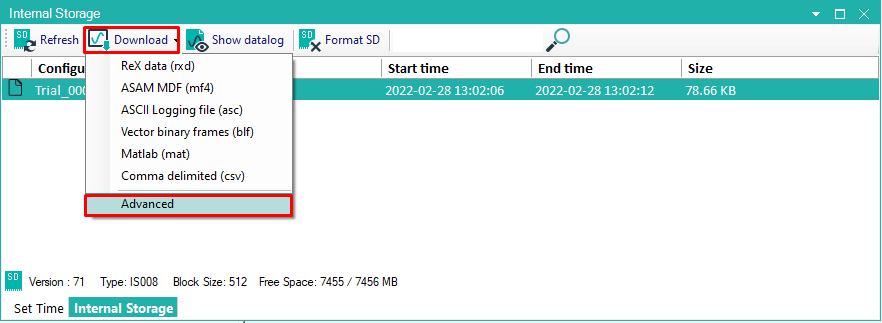 Internal Storage
SD Refresh Download Show datalog SD Format SD
Start time End time Size
ReX data (rxd)
2022-02-28 13:02:06 2022-02-28 13:02:12 78.66 KB
ASAM MDF (mf4)
ASCII Logging file (asc)
Vector binary frames (blf)
Matlab (mat)
Comma delimited (csv)
Advanced
SD Version : 71 Type: IS008 Block Size: 512 Free Space: 7455 / 7456 MB
Set Time Internal Storage